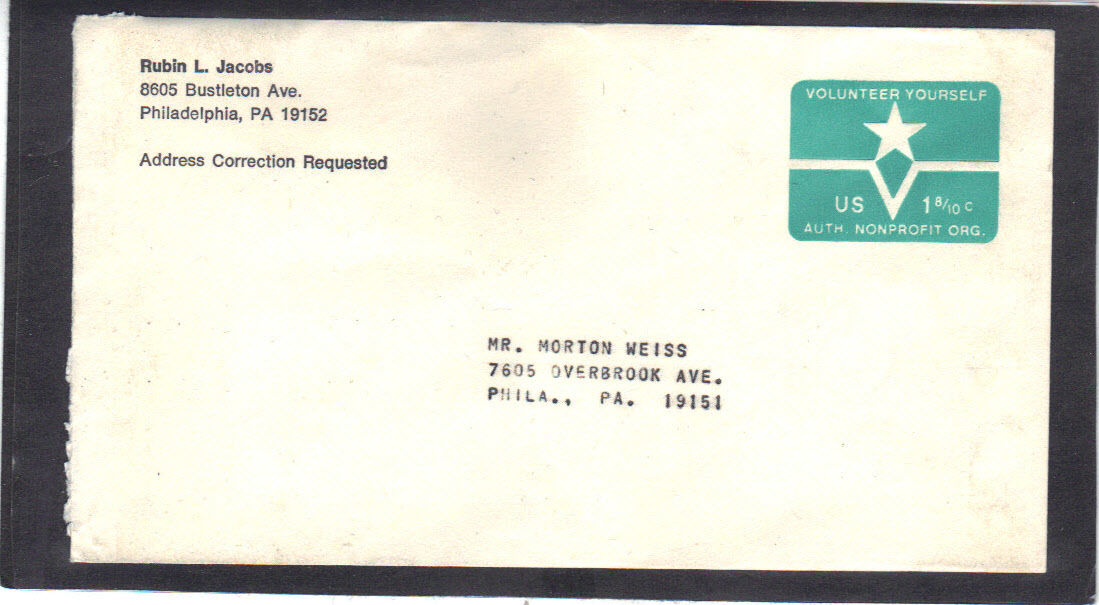 Rubin L. Jacobs
8605 Bustleton Ave.
Philadelphia, PA 19152
Address Correction Requested
VOLUNTEER YOURSELF
US 1 8/10 c
AUTH. NONPROFIT ORG.
MR. MORTON WEISS
7605 OVERBROOK AVE.
PHILA., PA. 19151